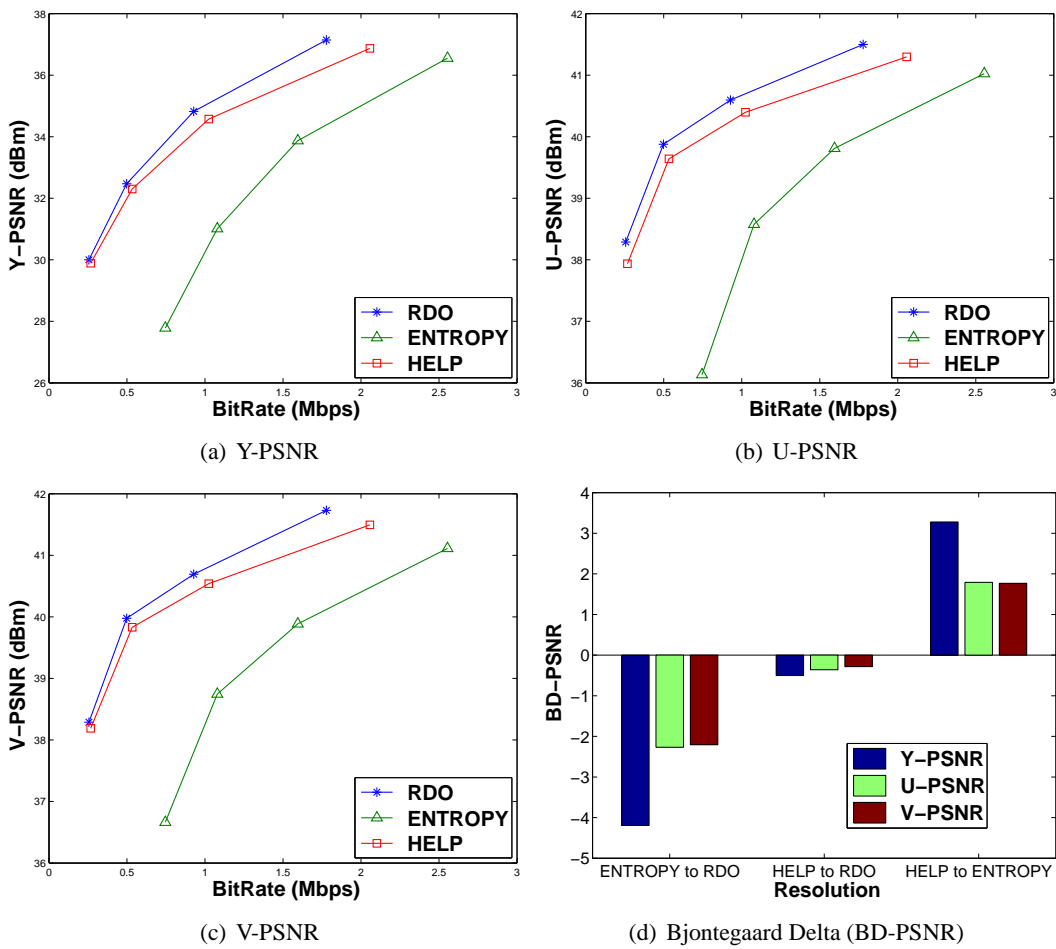 38
36
34
32
30
28
26
0
0.5
1
1.5
2
2.5
3
Y−PSNR (dBm)
BitRate (Mbps)
RDO
ENTROPY
HELP
(a) Y-PSNR
42
41
40
39
38
37
36
0
0.5
1
1.5
2
2.5
3
U−PSNR (dBm)
BitRate (Mbps)
RDO
ENTROPY
HELP
(b) U-PSNR
42
41
40
39
38
37
36
0
0.5
1
1.5
2
2.5
3
V−PSNR (dBm)
BitRate (Mbps)
RDO
ENTROPY
HELP
(c) V-PSNR
4
3
2
1
0
−1
−2
−3
−4
−5
BD−PSNR
Y−PSNR
U−PSNR
V−PSNR
ENTROPY to RDO
HELP to RDO
HELP to ENTROPY
Resolution
(d) Bjontegaard Delta (BD-PSNR)